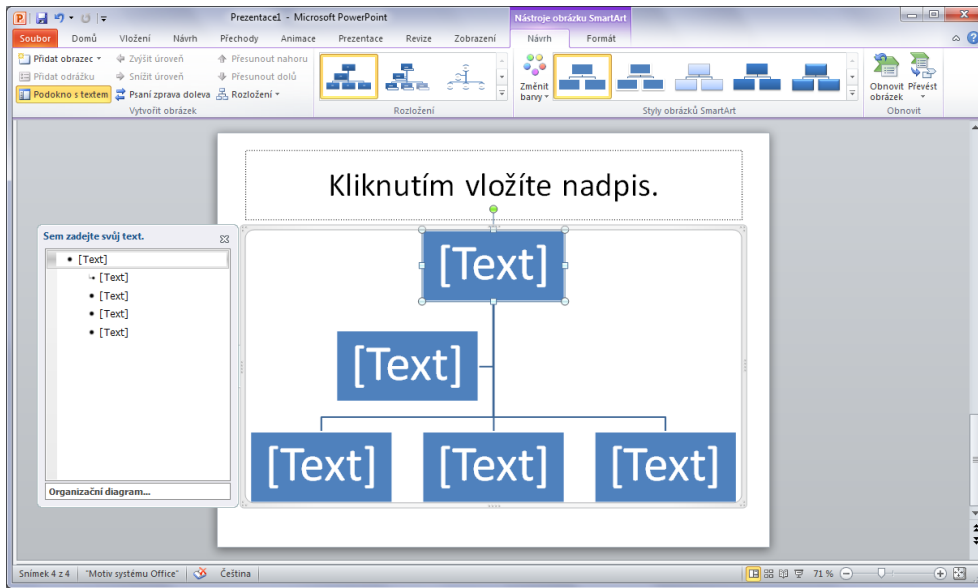 Prezentace1 - Microsoft PowerPoint
Nástroje obrázku SmartArt
Soubor Domů Vložení Návrh Přechody Animace Prezentace Revize Zobrazení Návrh Formát
Přidat obrazec Zvýšit úroveň Přesunout nahoru
Přidat odrážku Snížit úroveň Přesunout dolů
Podokno s textem Psaní zprava doleva Rozložení
Změnit barvy
Obnovit obrázek
Převést
Vytvořit obrázek Rozložení Styly obrázků SmartArt Obnovit
Kliknutím vložíte nadpis.
Sem zadejte svůj text.
[Text]
[Text]
[Text]
[Text]
[Text]
Organizační diagram...
[Text]
[Text]
[Text] [Text] [Text]
Snímek 4 z 4 "Motiv systému Office" Čeština 71 %